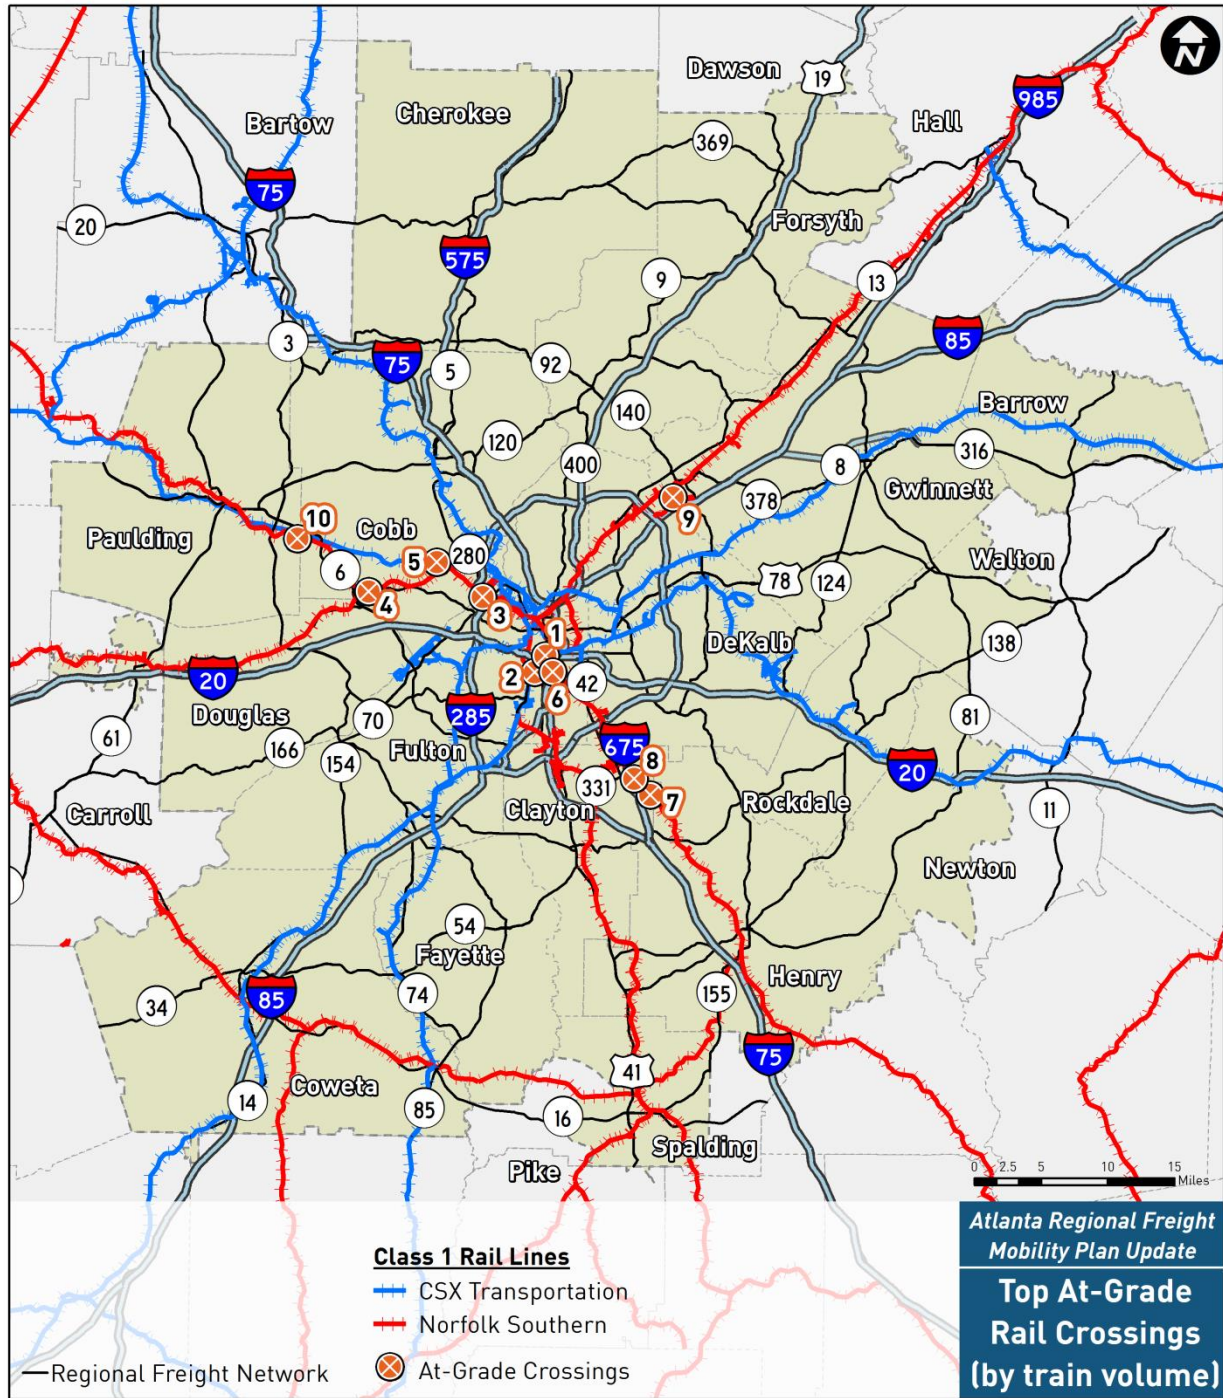 N
Dawson
19
Hall
985
Bartow
Cherokee
369
75
20
Forsyth
575
9
13
3
85
75
5
92
Barrow
140
120
400
8
316
378
Gwinnett
10
Cobb
9
Paulding
5
280
6
Walton
78
124
4
3
1
DeKalb
138
20
2
42
6
Douglas
70
285
81
61
166
Fulton
675
154
8
20
331
7
Rockdale
Clayton
Carroll
11
Newton
54
Fayette
Henry
34
85
74
155
75
41
Coweta
14
85
16
Spalding
Pike
0 2.5 5 10 15
Miles
Atlanta Regional Freight
Mobility Plan Update
Top At-Grade
Rail Crossings
(by train volume)
Class 1 Rail Lines
CSX Transportation
Norfolk Southern
Regional Freight Network
At-Grade Crossings